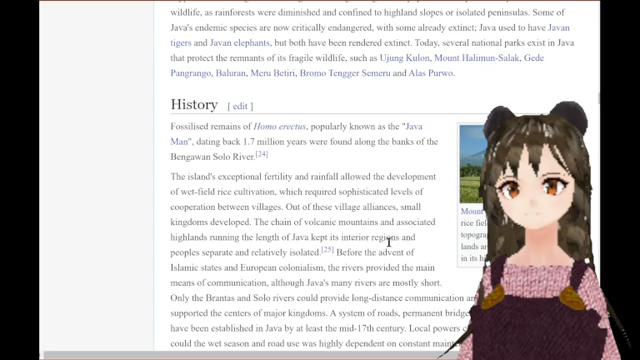 wildlife, as rainforests were diminished and confined to highland slopes or isolated peninsulas. Some of
Java's endemic species are now critically endangered, with some already extinct; Java used to have Javan
tigers and Javan elephants, but both have been rendered extinct. Today, several national parks exist in Java
that protect the remnants of its fragile wildlife, such as Ujung Kulon, Mount Halimun-Salak, Gede
Pangrango, Baluran, Meru Betiri, Bromo Tengger Semeru and Alas Purwo.
History [ edit ]
Fossilised remains of Homo erectus, popularly known as the "Java
Man", dating back 1.7 million years were found along the banks of the
Bengawan Solo River.[24]
The island's exceptional fertility and rainfall allowed the development
of wet-field rice cultivation, which required sophisticated levels of
cooperation between villages. Out of these village alliances, small
kingdoms developed. The chain of volcanic mountains and associated
highlands running the length of Java kept its interior regions and
peoples separate and relatively isolated.[25] Before the advent of
Islamic states and European colonialism, the rivers provided the main
means of communication, although Java's many rivers are mostly short.
Only the Brantas and Solo rivers could provide long-distance communication
supported the centers of major kingdoms. A system of roads, permanent
have been established in Java by at least the mid-17th century. Local powers
could the wet season and road use was highly dependent on constant
Mount
rice
lands
in its